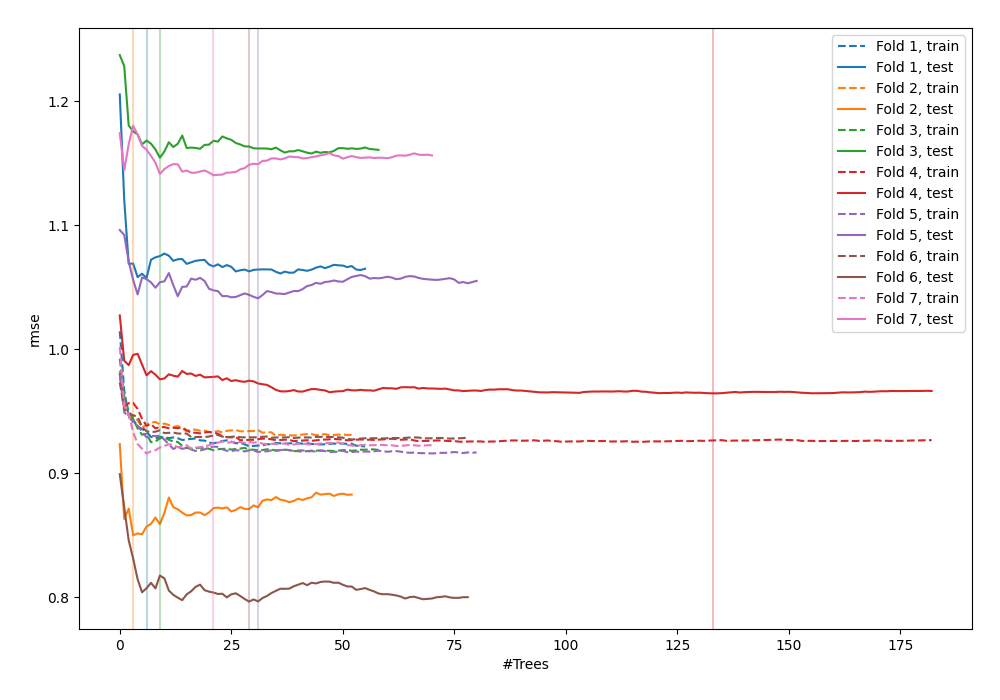 rmse
1.2
1.1
1.0
0.9
0.8
0
25
50
75
100
125
150
175
#Trees
Fold 1, train
Fold 1, test
Fold 2, train
Fold 2, test
Fold 3, train
Fold 3, test
Fold 4, train
Fold 4, test
Fold 5, train
Fold 5, test
Fold 6, train
Fold 6, test
Fold 7, train
Fold 7, test